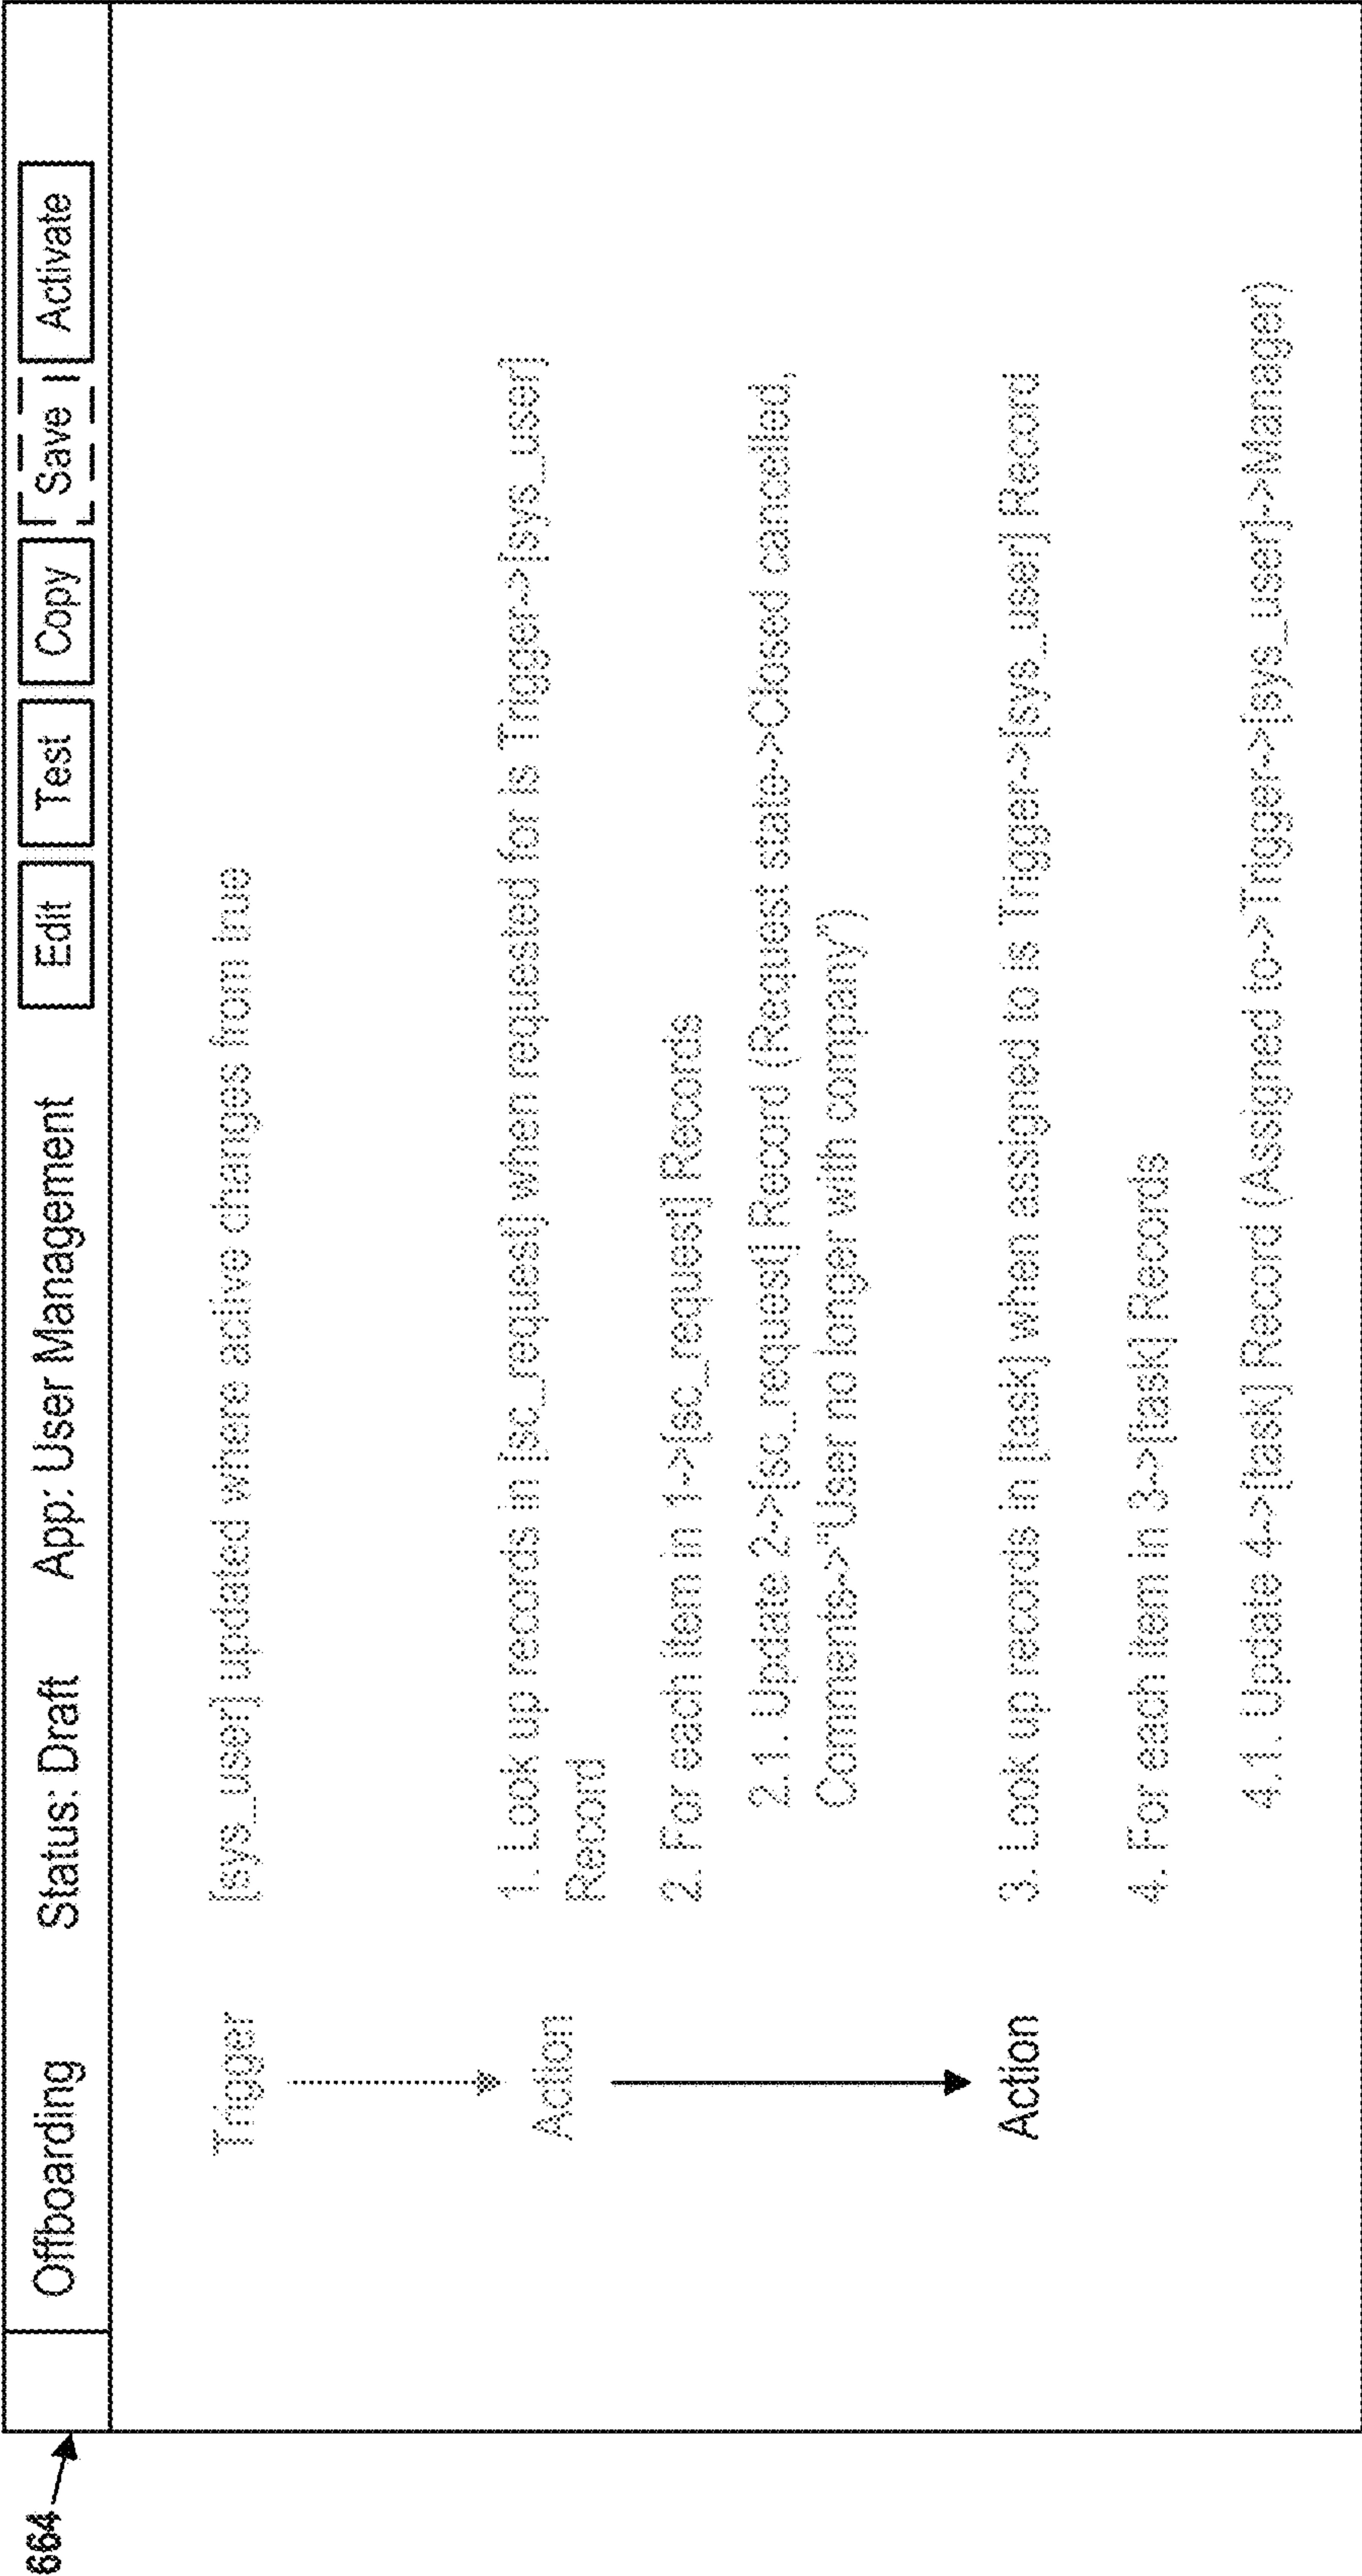 664
Offboarding Status: Draft App: User Management Edit Test Copy Save Activate
Trigger [sys_user] updated where active changes from true
Action 1. Look up records in [sc_request] when requested for is Trigger->[sys_user]
Record
2. For each item in 1->[sc_request] Records
2.1. Update 2->[sc_request] Record (Request state->Closed cancelled,
Comments->"User no longer with company")
Action 3. Look up records in [task] when assigned to is Trigger->[sys_user] Record
4. For each item in 3->[task] Records
4.1. Update 4->[task] Record (Assigned to->Trigger->[sys_user]->Manager)